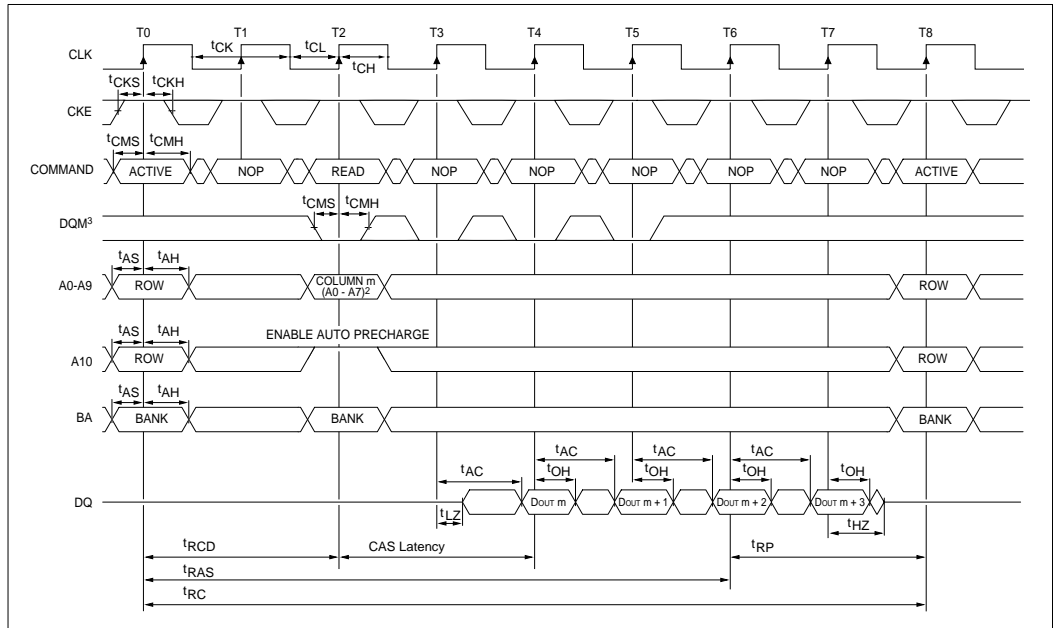 T0 T1 T2 T3 T4 T5 T6 T7 T8
CLK tCK tCL tCH
tCKS tCKH
CKE
tCMS tCMH
COMMAND ACTIVE NOP READ NOP NOP NOP NOP NOP ACTIVE
tCMS tCMH
DQM3
tAS tAH
A0-A9 ROW COLUMN m (A0 - A7)2 ROW
ENABLE AUTO PRECHARGE
tAS tAH
A10 ROW ROW
tAS tAH
BA BANK BANK BANK
tAC tAC tAC
tAC tOH tOH tOH tOH
DQ DOUT m DOUT m + 1 DOUT m + 2 DOUT m + 3
tLZ tHZ
tRCD CAS Latency tRP
tRAS
tRC